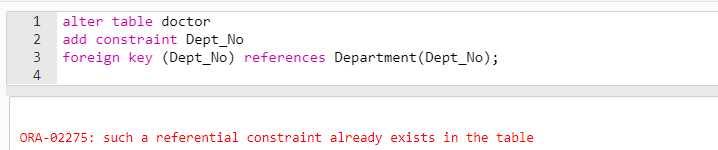 1 alter table doctor
2 add constraint Dept_No
3 foreign key (Dept_No) references Department(Dept_No);
4
ORA-02275: such a referential constraint already exists in the table